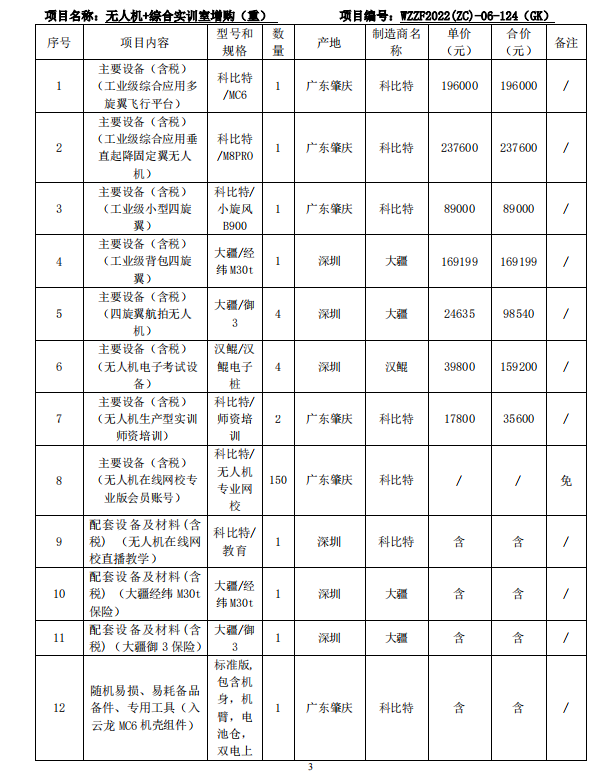 项目名称：无人机+综合实训室增购（重） 项目编号：WZZF2022(ZC)-06-124（GK）
序号 项目内容 型号和规格 数量 产地 制造商名称 单价（元） 合价（元） 备注
1 主要设备（含税）（工业级综合应用多旋翼飞行平台） 科比特/MC6 1 广东肇庆 科比特 196000 196000 /
2 主要设备（含税）（工业级综合应用垂直起降固定翼无人机） 科比特/M8PRO 1 广东肇庆 科比特 237600 237600 /
3 主要设备（含税）（工业级小型四旋翼） 科比特/小旋风B900 1 广东肇庆 科比特 89000 89000 /
4 主要设备（含税）（工业级背包四旋翼） 大疆/经纬M30t 1 深圳 大疆 169199 169199 /
5 主要设备（含税）（四旋翼航拍无人机） 大疆/御3 4 深圳 大疆 24635 98540 /
6 主要设备（含税）（无人机电子考试设备） 汉鲲/汉鲲电子桩 4 深圳 汉鲲 39800 159200 /
7 主要设备（含税）（无人机生产型实训师资培训） 科比特/师资培训 2 广东肇庆 科比特 17800 35600 /
8 主要设备（含税）（无人机在线网校专业版会员账号） 科比特/无人机专业网校 150 广东肇庆 科比特 / / 免
9 配套设备及材料(含税)（无人机在线网校直播教学） 科比特/教育 1 深圳 科比特 含 含 /
10 配套设备及材料(含税)（大疆经纬M30t保险） 大疆/经纬M30t 1 深圳 大疆 含 含 /
11 配套设备及材料(含税)（大疆御3保险） 大疆/御3 1 深圳 大疆 含 含 /
12 随机易损、易耗备品备件、专用工具（入云龙MC6机壳组件） 标准版,包含机身，机臂，电池仓，双电上 1 广东肇庆 科比特 含 含 /
3